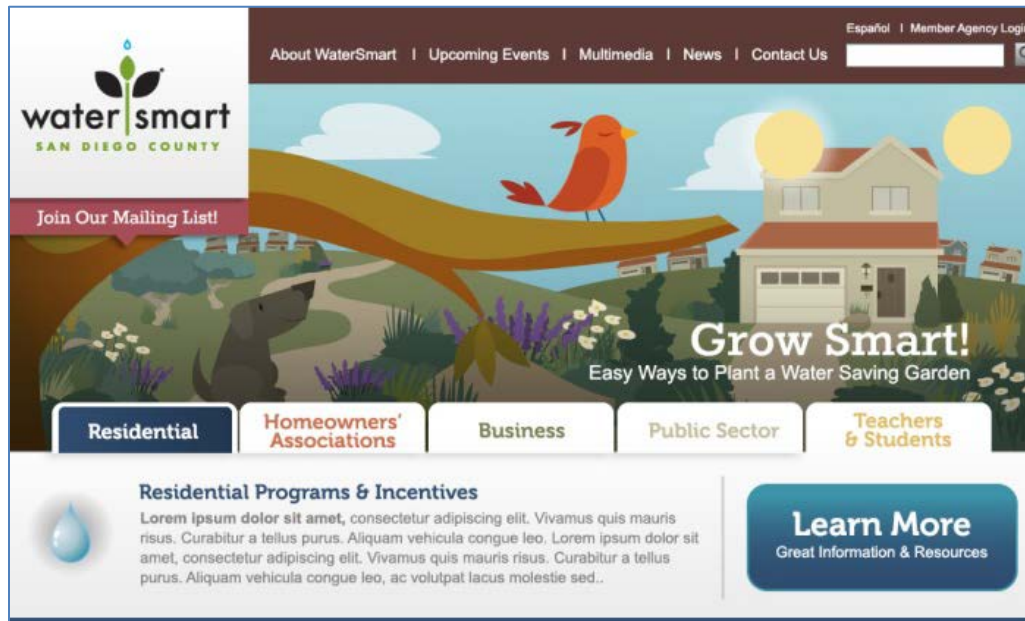 Español | Member Agency Login
About WaterSmart | Upcoming Events | Multimedia | News | Contact Us
water smart
SAN DIEGO COUNTY
Join Our Mailing List!
Grow Smart!
Easy Ways to Plant a Water Saving Garden
Residential
Homeowners'
Associations
Business
Public Sector
Teachers
& Students
Residential Programs & Incentives
Lorem ipsum dolor sit amet, consectetur adipiscing elit. Vivamus quis mauris
risus. Curabitur a tellus purus. Aliquam vehicula congue leo. Lorem ipsum dolor sit
amet, consectetur adipiscing elit. Vivamus quis mauris risus. Curabitur a tellus
purus. Aliquam vehicula congue leo, ac volutpat lacus molestie sed..
Learn More
Great Information & Resources